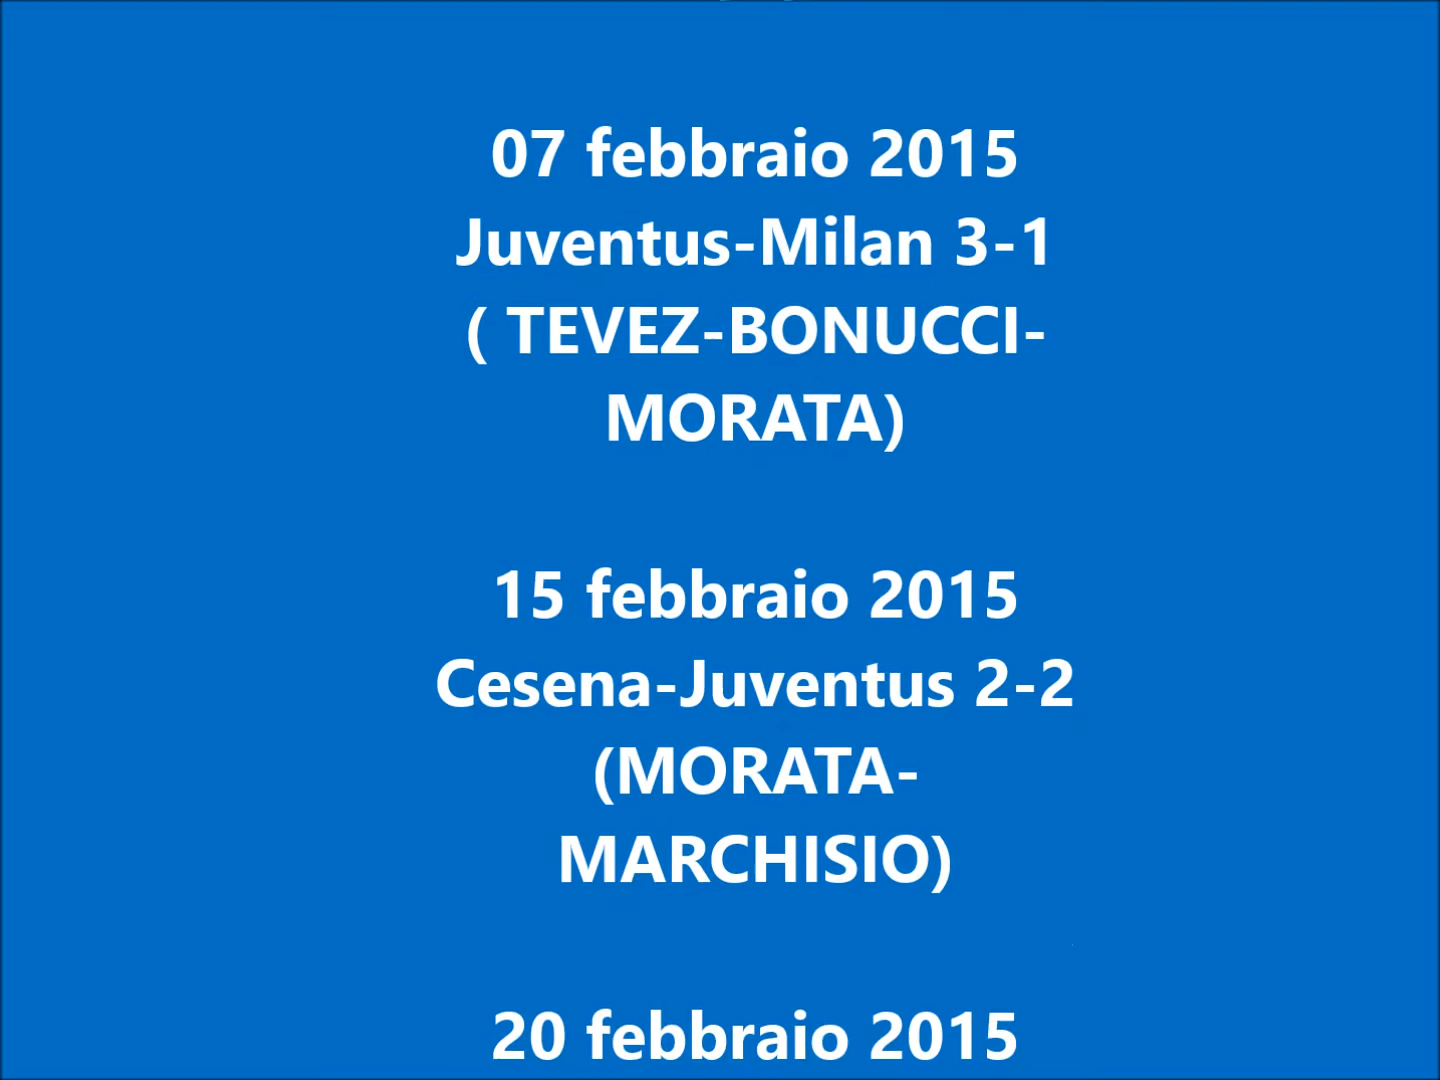 07 febbraio 2015
Juventus-Milan 3-1
( TEVEZ-BONUCCI-
MORATA)
15 febbraio 2015
Cesena-Juventus 2-2
(MORATA-
MARCHISIO)
20 febbraio 2015